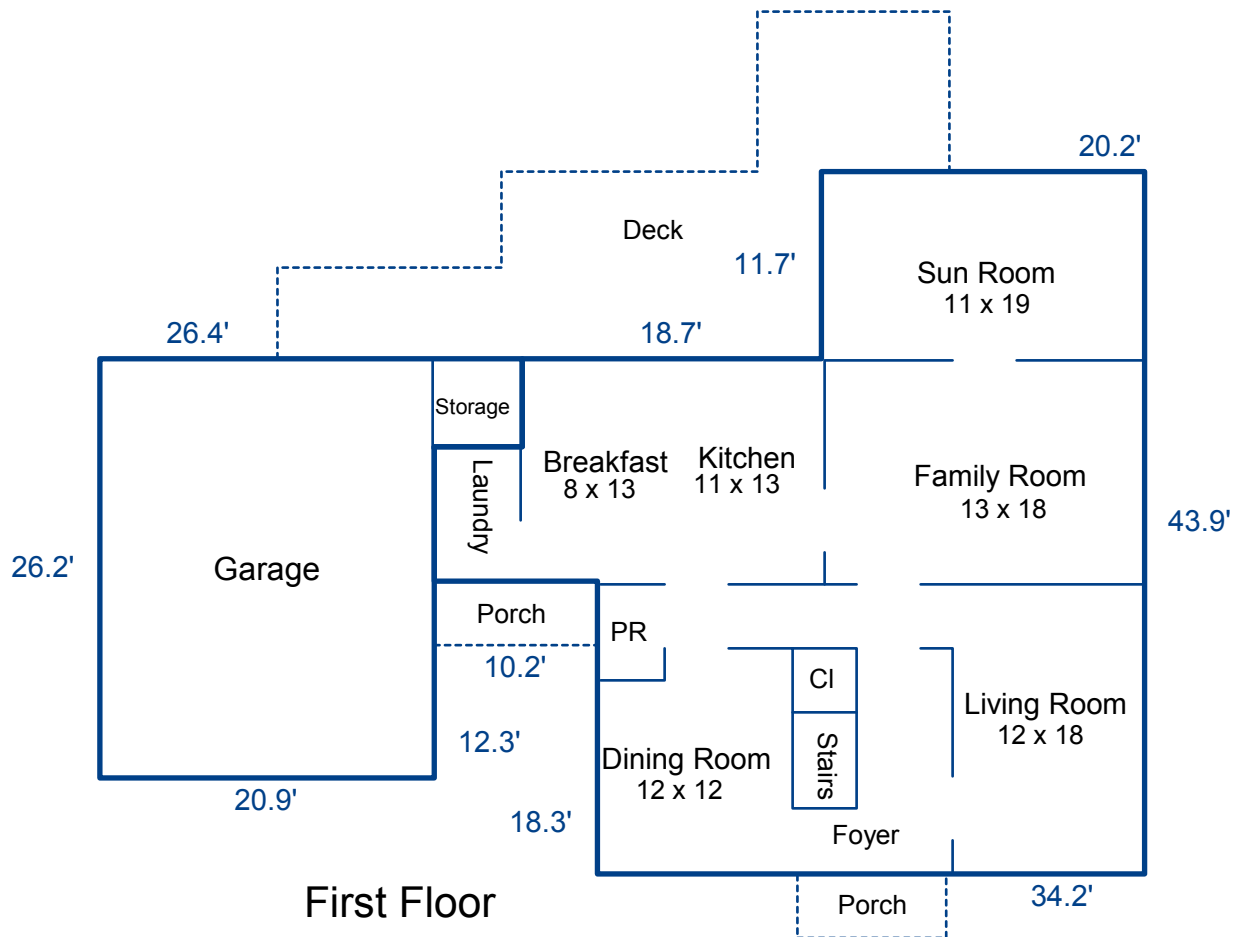 20.2'
Deck
11.7'
Sun Room
11 x 19
26.4'
18.7'
Storage
Laundry
Breakfast
8 x 13
Kitchen
11 x 13
Family Room
13 x 18
43.9'
26.2'
Garage
Porch
10.2'
PR
Cl
Living Room
12 x 18
12.3'
Dining Room
12 x 12
Stairs
20.9'
18.3'
Foyer
First Floor
Porch
34.2'